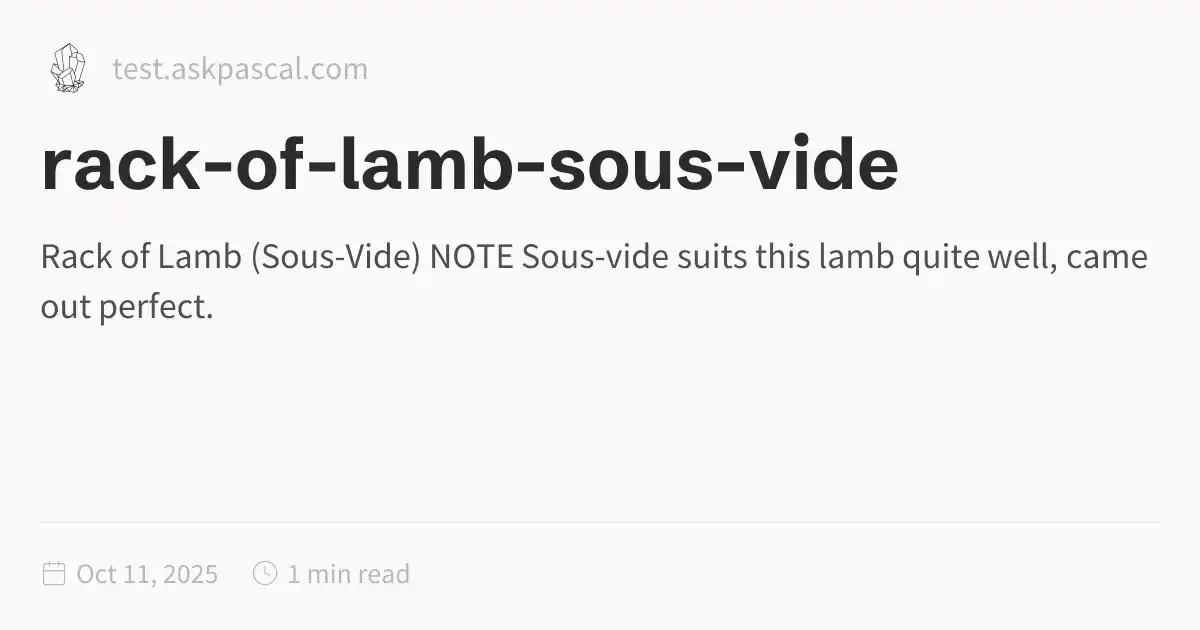 test.askpascal.com
rack-of-lamb-sous-vide
Rack of Lamb (Sous-Vide) NOTE Sous-vide suits this lamb quite well, came
out perfect.
Oct 11, 2025 1 min read